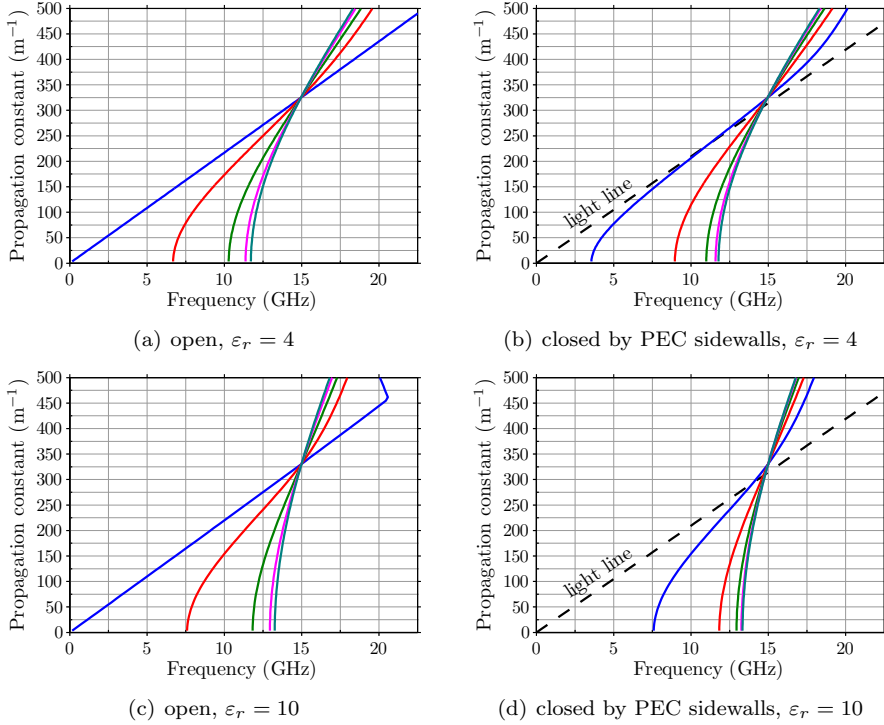 500
450
400
350
300
250
200
150
100
50
0
0 5 10 15 20
Propagation constant (m⁻¹)
Frequency (GHz)
(a) open, εᵣ = 4
500
450
400
350
300
250
200
150
100
50
0
0 5 10 15 20
Propagation constant (m⁻¹)
light line
Frequency (GHz)
(b) closed by PEC sidewalls, εᵣ = 4
500
450
400
350
300
250
200
150
100
50
0
0 5 10 15 20
Propagation constant (m⁻¹)
Frequency (GHz)
(c) open, εᵣ = 10
500
450
400
350
300
250
200
150
100
50
0
0 5 10 15 20
Propagation constant (m⁻¹)
light line
Frequency (GHz)
(d) closed by PEC sidewalls, εᵣ = 10